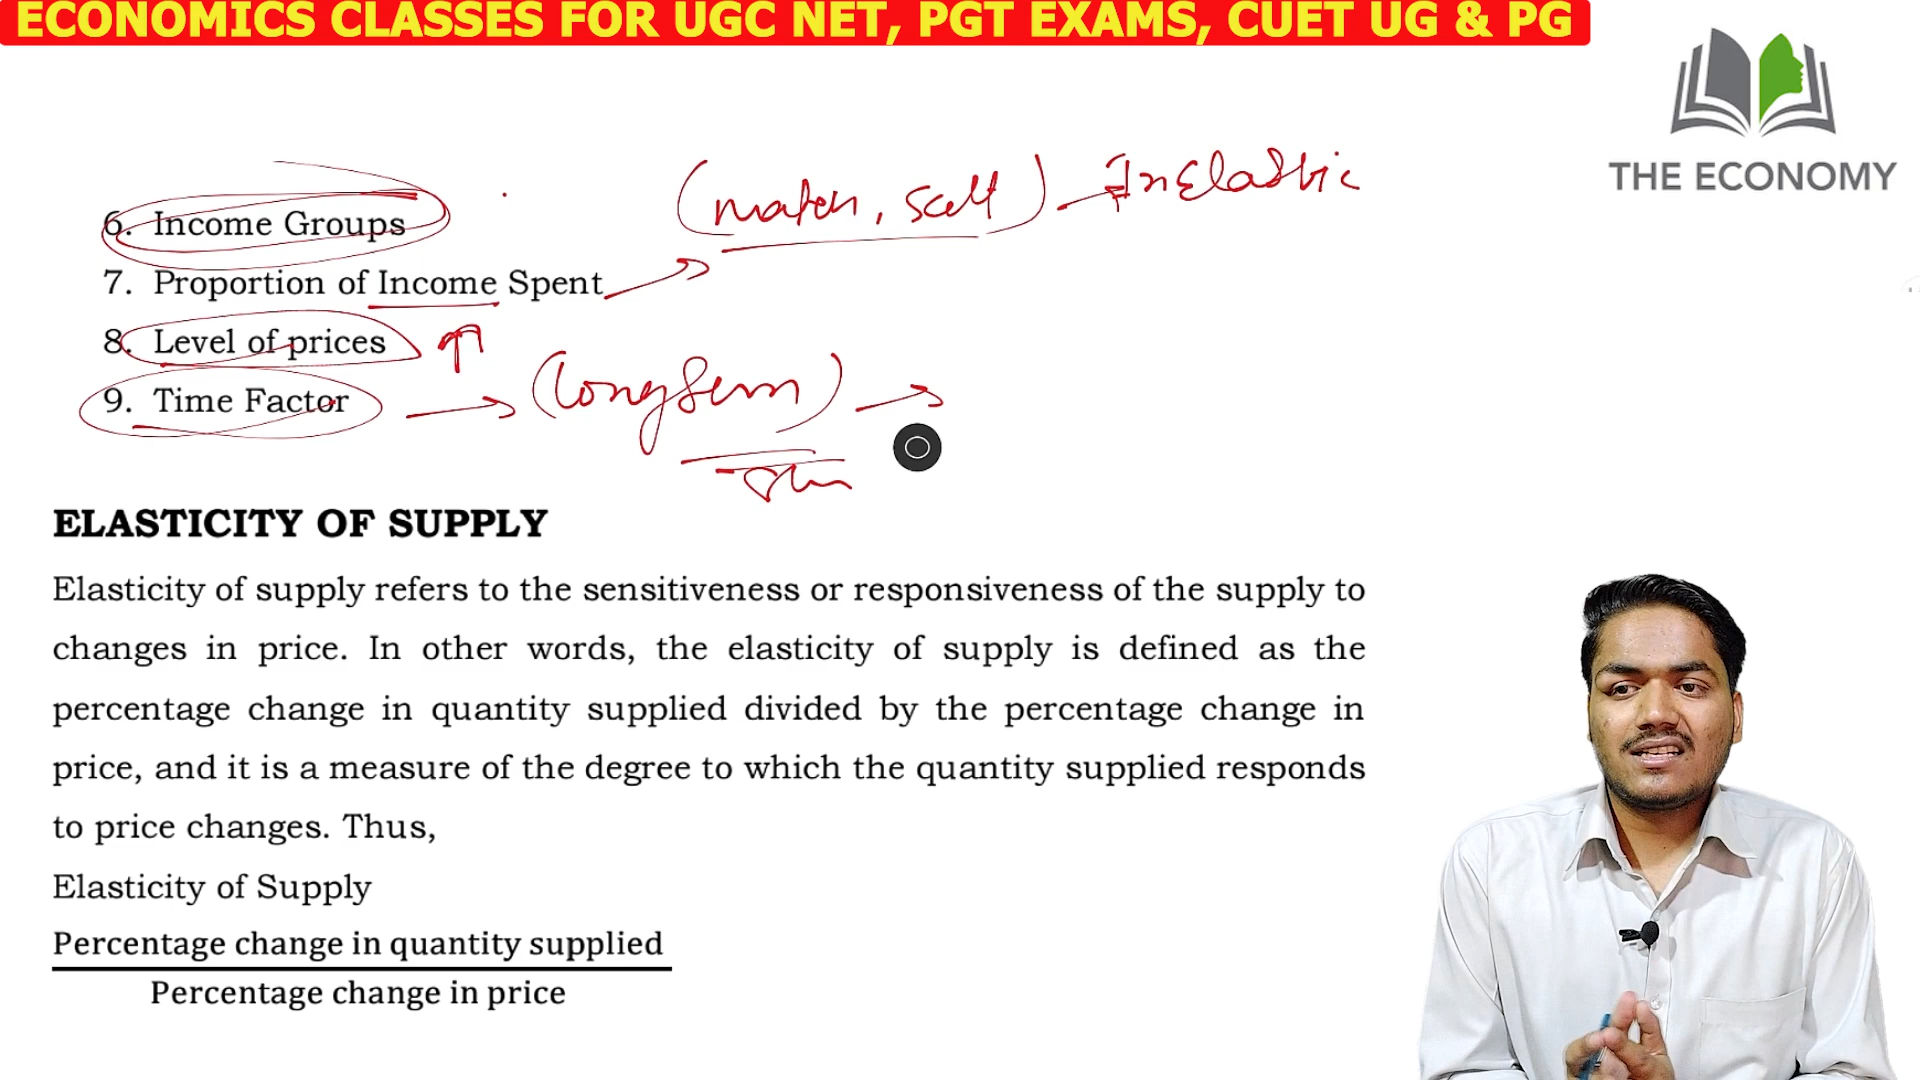 ECONOMICS CLASSES FOR UGC NET, PGT EXAMS, CUET UG & PG
THE ECONOMY
(match, salt) Inelastic
6. Income Groups
7. Proportion of Income Spent
8. Level of prices
9. Time Factor
(longterm)
ELASTICITY OF SUPPLY
Elasticity of supply refers to the sensitiveness or responsiveness of the supply to
changes in price. In other words, the elasticity of supply is defined as the
percentage change in quantity supplied divided by the percentage change in
price, and it is a measure of the degree to which the quantity supplied responds
to price changes. Thus,
Elasticity of Supply
Percentage change in quantity supplied
Percentage change in price